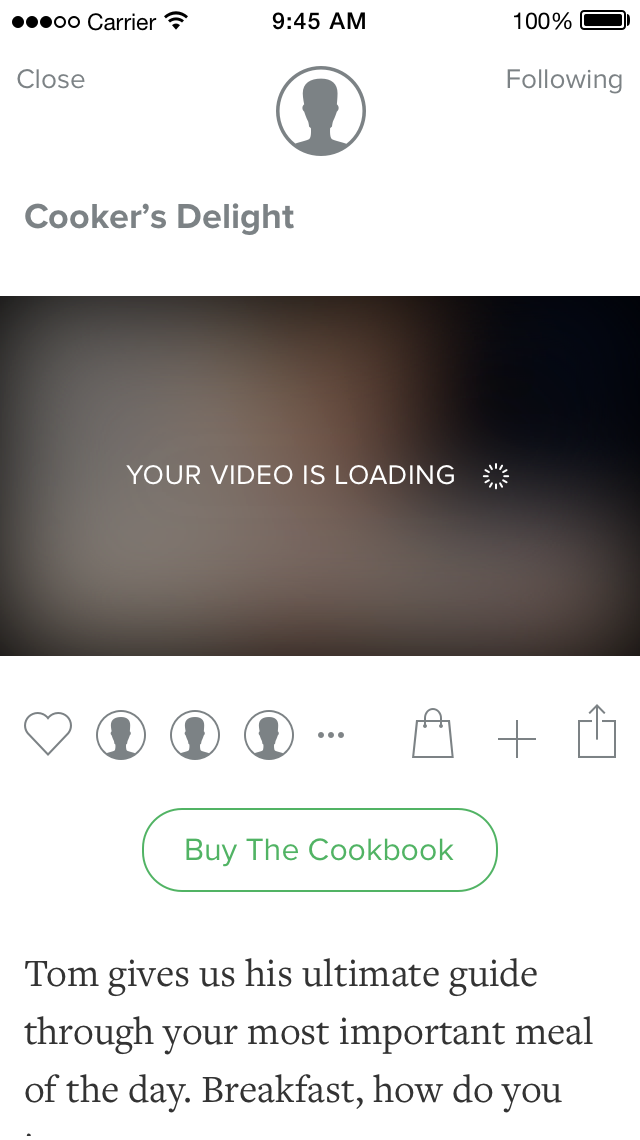 Carrier 9:45 AM 100%
Close Following
Cooker’s Delight
YOUR VIDEO IS LOADING
Buy The Cookbook
Tom gives us his ultimate guide
through your most important meal
of the day. Breakfast, how do you